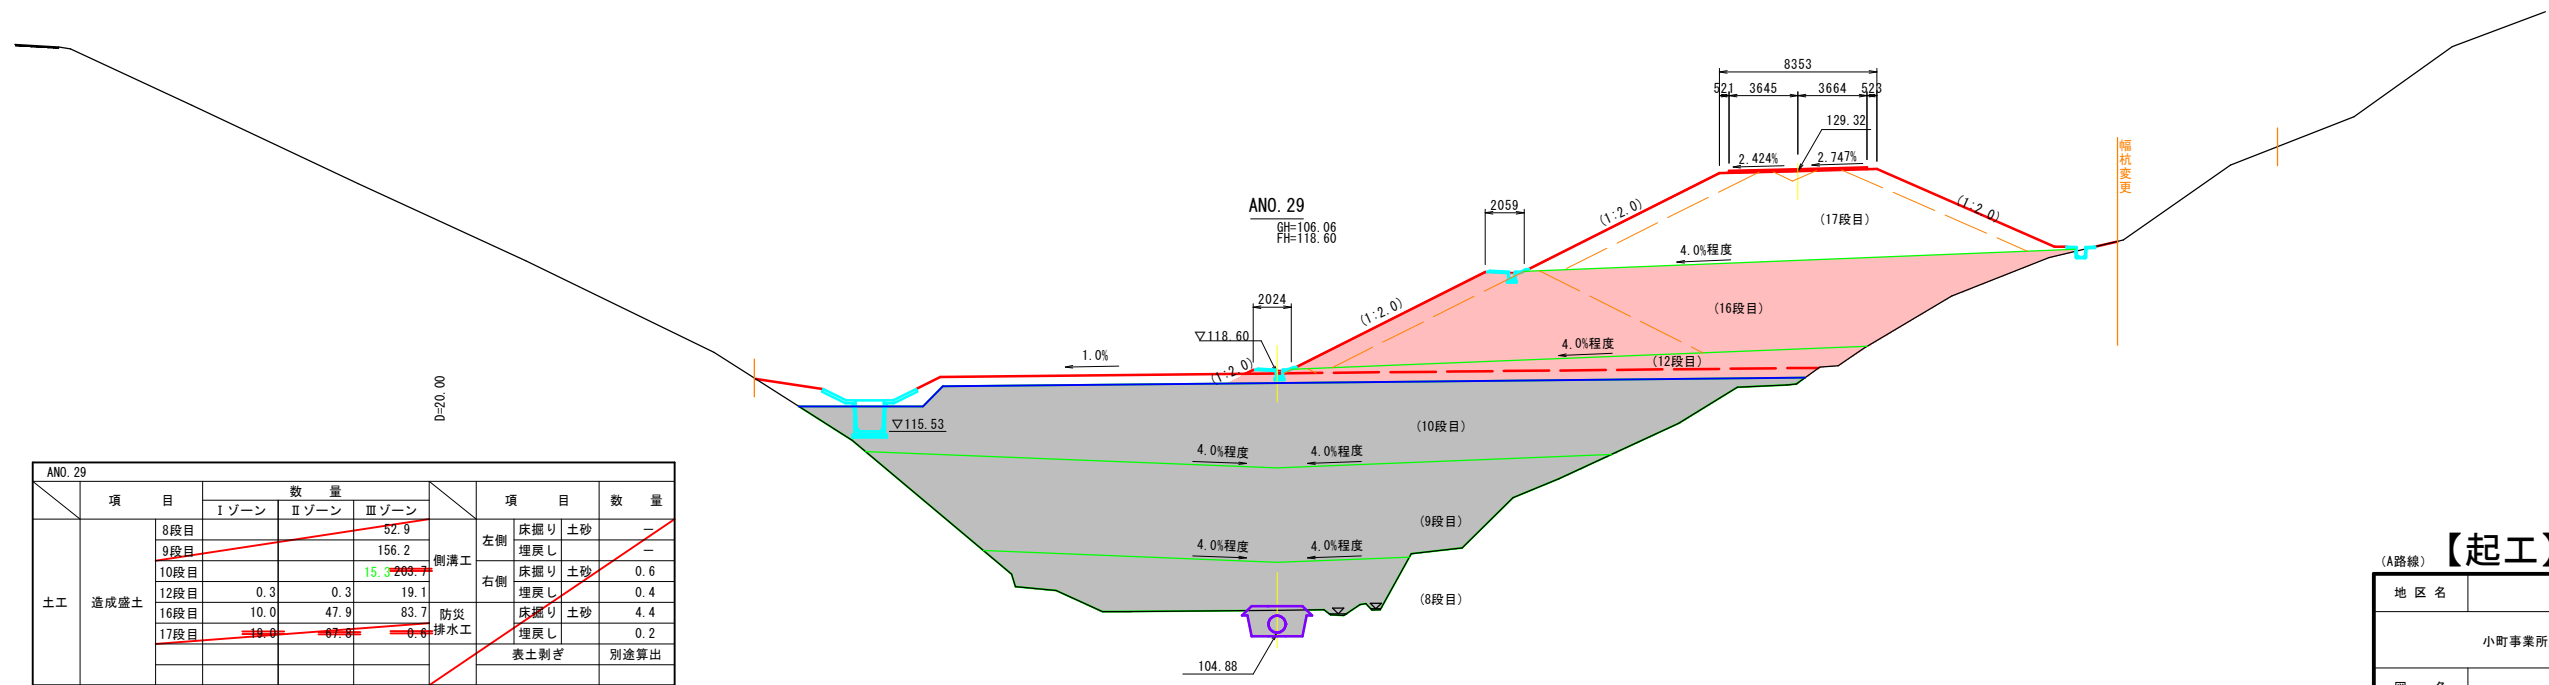 8353
521 3645 3664 523
129.32
2.424% 2.747%
幅杭変更
ANO.29
GH=106.06
FH=118.60
2059
(1:2.0)
(1:2.0)
(17段目)
4.0%程度
2024
(1:2.0)
(16段目)
▽118.60
1.0%
4.0%程度
(1:2.0)
(12段目)
D=20.00
▽115.53
(10段目)
4.0%程度 4.0%程度
(9段目)
4.0%程度 4.0%程度
(8段目)
104.88
ANO.29
項 目 数 量 項 目 数 量
Ⅰゾーン Ⅱゾーン Ⅲゾーン
土工 造成盛土 8段目 52.9 側溝工 左側 床掘り 土砂 −
9段目 156.2 埋戻し −
10段目 15.3 203.7 右側 床掘り 土砂 0.6
12段目 0.3 0.3 19.1 埋戻し 0.4
16段目 10.0 47.9 83.7 防災排水工 床掘り 土砂 4.4
17段目 19.0 67.8 0.6 埋戻し 0.2
表土剥ぎ 別途算出
(A路線) 【起工】
地区名
小町事業所